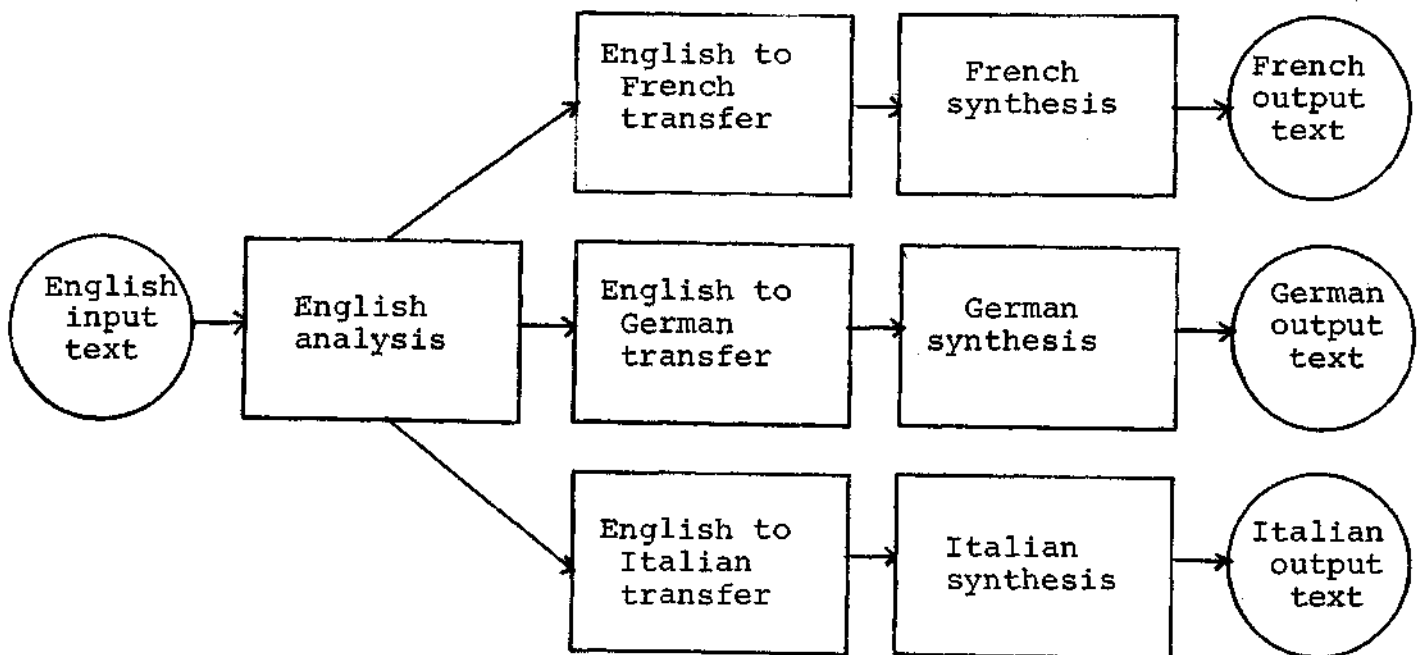 English
input
text
English
analysis
English to
French
transfer
French
synthesis
French
output
text
English to
German
transfer
German
synthesis
German
output
text
English to
Italian
transfer
Italian
synthesis
Italian
output
text